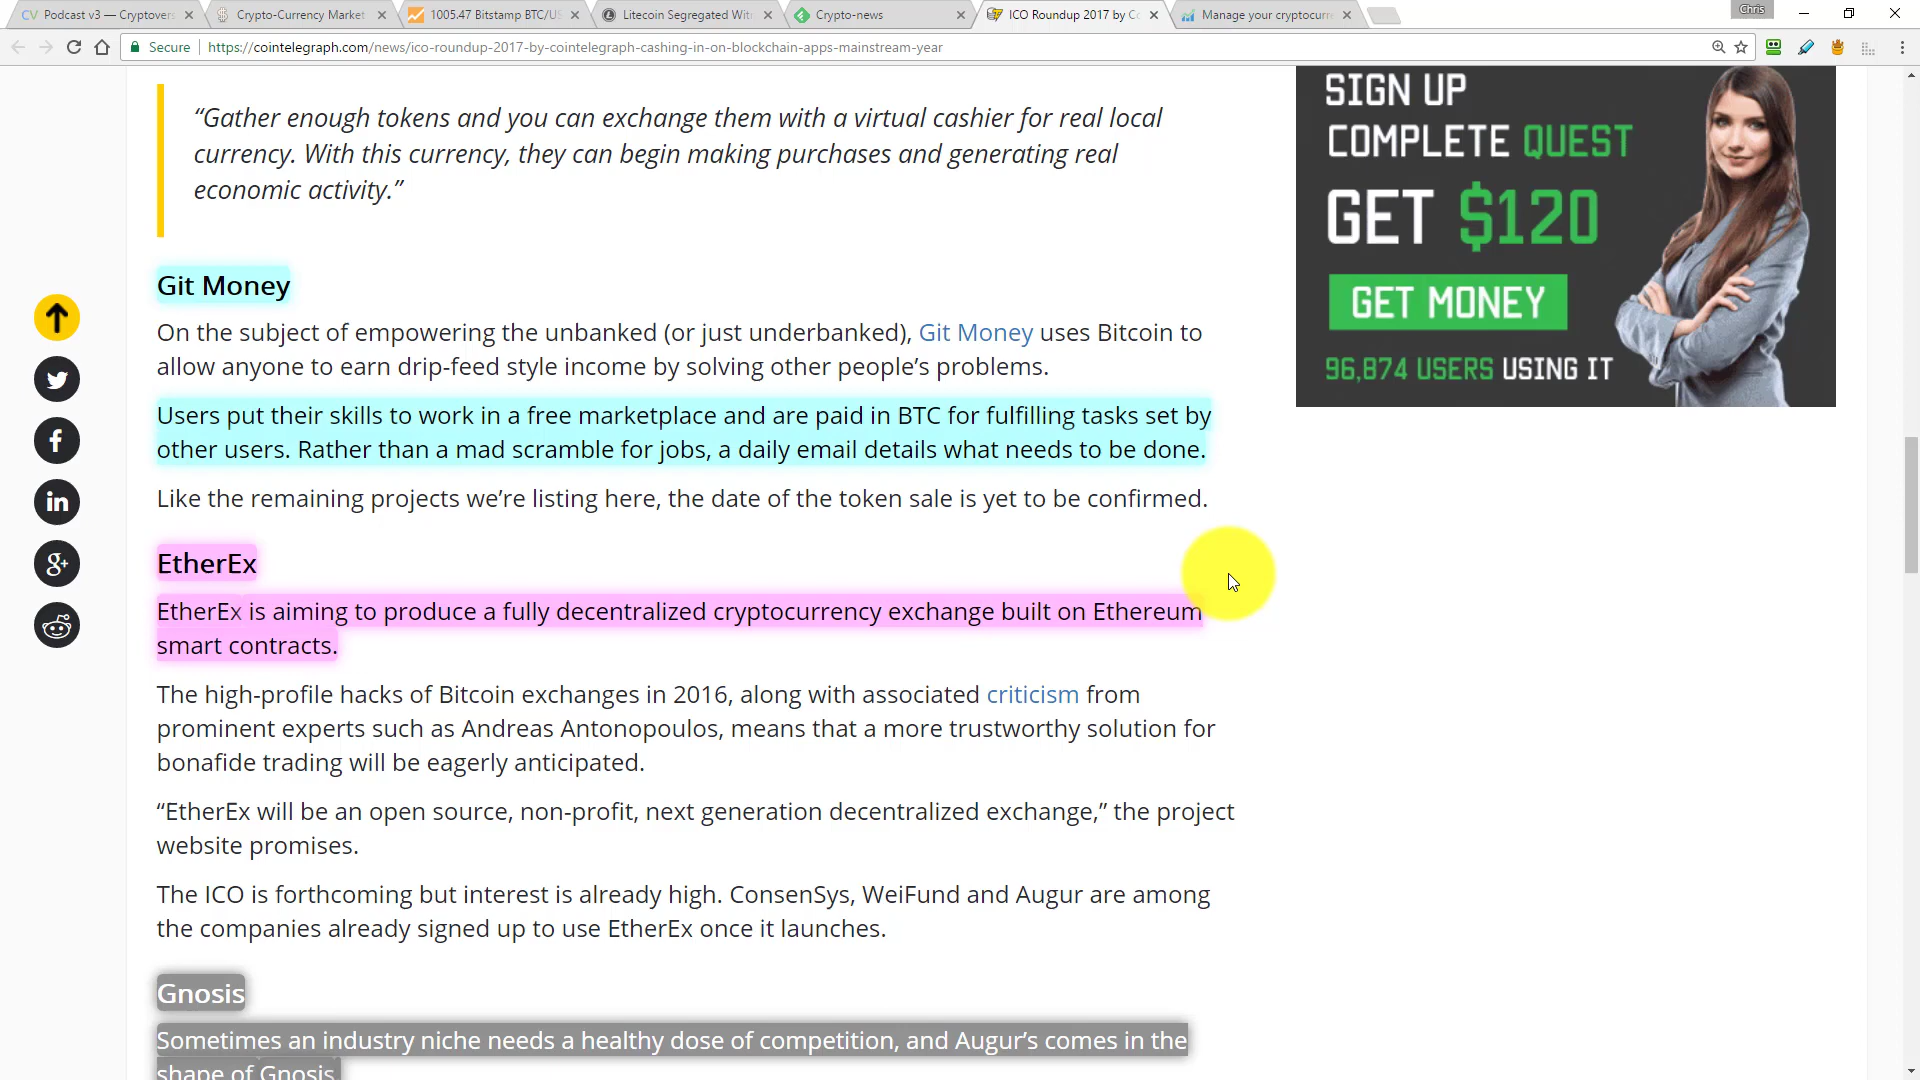 Podcast v3 — Cryptovers
Crypto-Currency Market
1005.47 Bitstamp BTC/US
Litecoin Segregated Wit
Crypto-news
ICO Roundup 2017 by Co
Manage your cryptocurr
Chris
Secure
https://cointelegraph.com/news/ico-roundup-2017-by-cointelegraph-cashing-in-on-blockchain-apps-mainstream-year
“Gather enough tokens and you can exchange them with a virtual cashier for real local
currency. With this currency, they can begin making purchases and generating real
economic activity.”
Git Money
On the subject of empowering the unbanked (or just underbanked), Git Money uses Bitcoin to
allow anyone to earn drip-feed style income by solving other people’s problems.
Users put their skills to work in a free marketplace and are paid in BTC for fulfilling tasks set by
other users. Rather than a mad scramble for jobs, a daily email details what needs to be done.
Like the remaining projects we’re listing here, the date of the token sale is yet to be confirmed.
EtherEx
EtherEx is aiming to produce a fully decentralized cryptocurrency exchange built on Ethereum
smart contracts.
The high-profile hacks of Bitcoin exchanges in 2016, along with associated criticism from
prominent experts such as Andreas Antonopoulos, means that a more trustworthy solution for
bonafide trading will be eagerly anticipated.
“EtherEx will be an open source, non-profit, next generation decentralized exchange,” the project
website promises.
The ICO is forthcoming but interest is already high. ConsenSys, WeiFund and Augur are among
the companies already signed up to use EtherEx once it launches.
Gnosis
Sometimes an industry niche needs a healthy dose of competition, and Augur’s comes in the
shape of Gnosis.
SIGN UP
COMPLETE QUEST
GET $120
GET MONEY
96,874 USERS USING IT